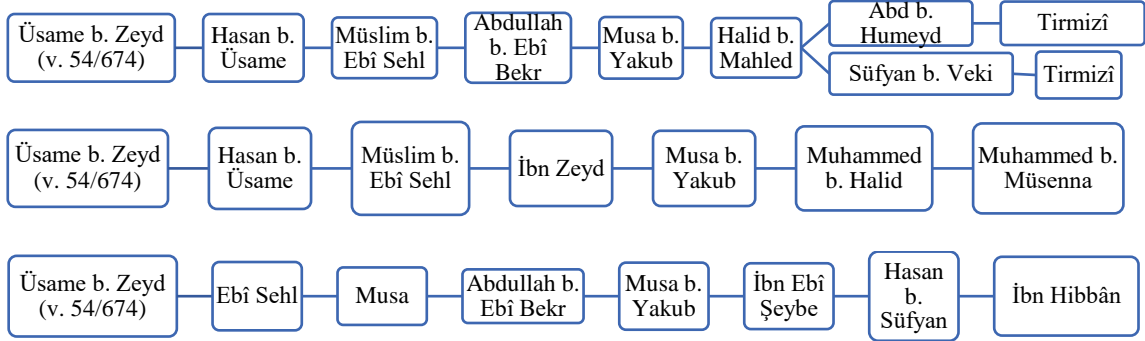 Üsame b. Zeyd
(v. 54/674)
Hasan b.
Üsame
Müslim b.
Ebî Sehl
Abdullah
b. Ebî
Bekr
Musa b.
Yakub
Halid b.
Mahled
Abd b.
Humeyd
Tirmizî
Süfyan b. Veki
Tirmizî
Üsame b. Zeyd
(v. 54/674)
Hasan b.
Üsame
Müslim b.
Ebî Sehl
İbn Zeyd
Musa b.
Yakub
Muhammed
b. Halid
Muhammed b.
Müsenna
Üsame b. Zeyd
(v. 54/674)
Ebî Sehl
Musa
Abdullah b.
Ebî Bekr
Musa b.
Yakub
İbn Ebî
Şeybe
Hasan
b.
Süfyan
İbn Hibbân